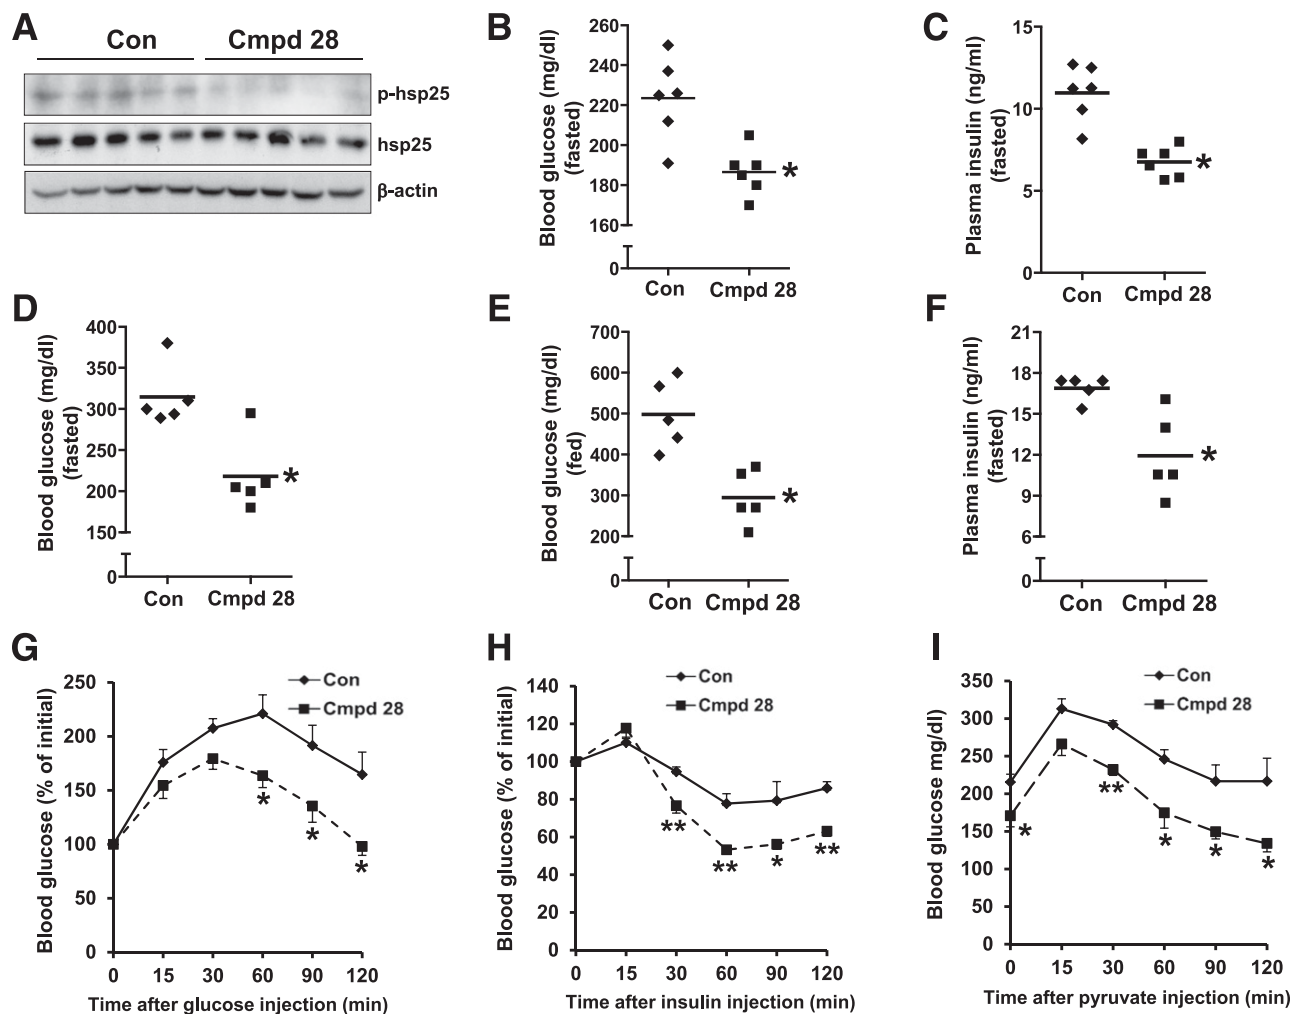 A
Con
Cmpd 28
p-hsp25
hsp25
β-actin
B
Blood glucose (mg/dl)
(fasted)
260
240
220
200
180
160
0
*
Con
Cmpd 28
C
Plasma insulin (ng/ml)
(fasted)
15
10
5
0
*
Con
Cmpd 28
D
Blood glucose (mg/dl)
(fasted)
400
350
300
250
200
150
0
*
Con
Cmpd 28
E
Blood glucose (mg/dl)
(fed)
700
600
500
400
300
200
0
*
Con
Cmpd 28
F
Plasma insulin (ng/ml)
(fasted)
21
18
15
12
9
6
0
*
Con
Cmpd 28
G
Blood glucose (% of initial)
250
200
150
100
50
0
Con
Cmpd 28
*
*
*
0 15 30 60 90 120
Time after glucose injection (min)
H
Blood glucose (% of initial)
140
120
100
80
60
40
20
0
Con
Cmpd 28
**
**
*
**
0 15 30 60 90 120
Time after insulin injection (min)
I
Blood glucose mg/dl)
350
300
250
200
150
100
50
0
Con
Cmpd 28
*
**
*
*
*
0 15 30 60 90 120
Time after pyruvate injection (min)